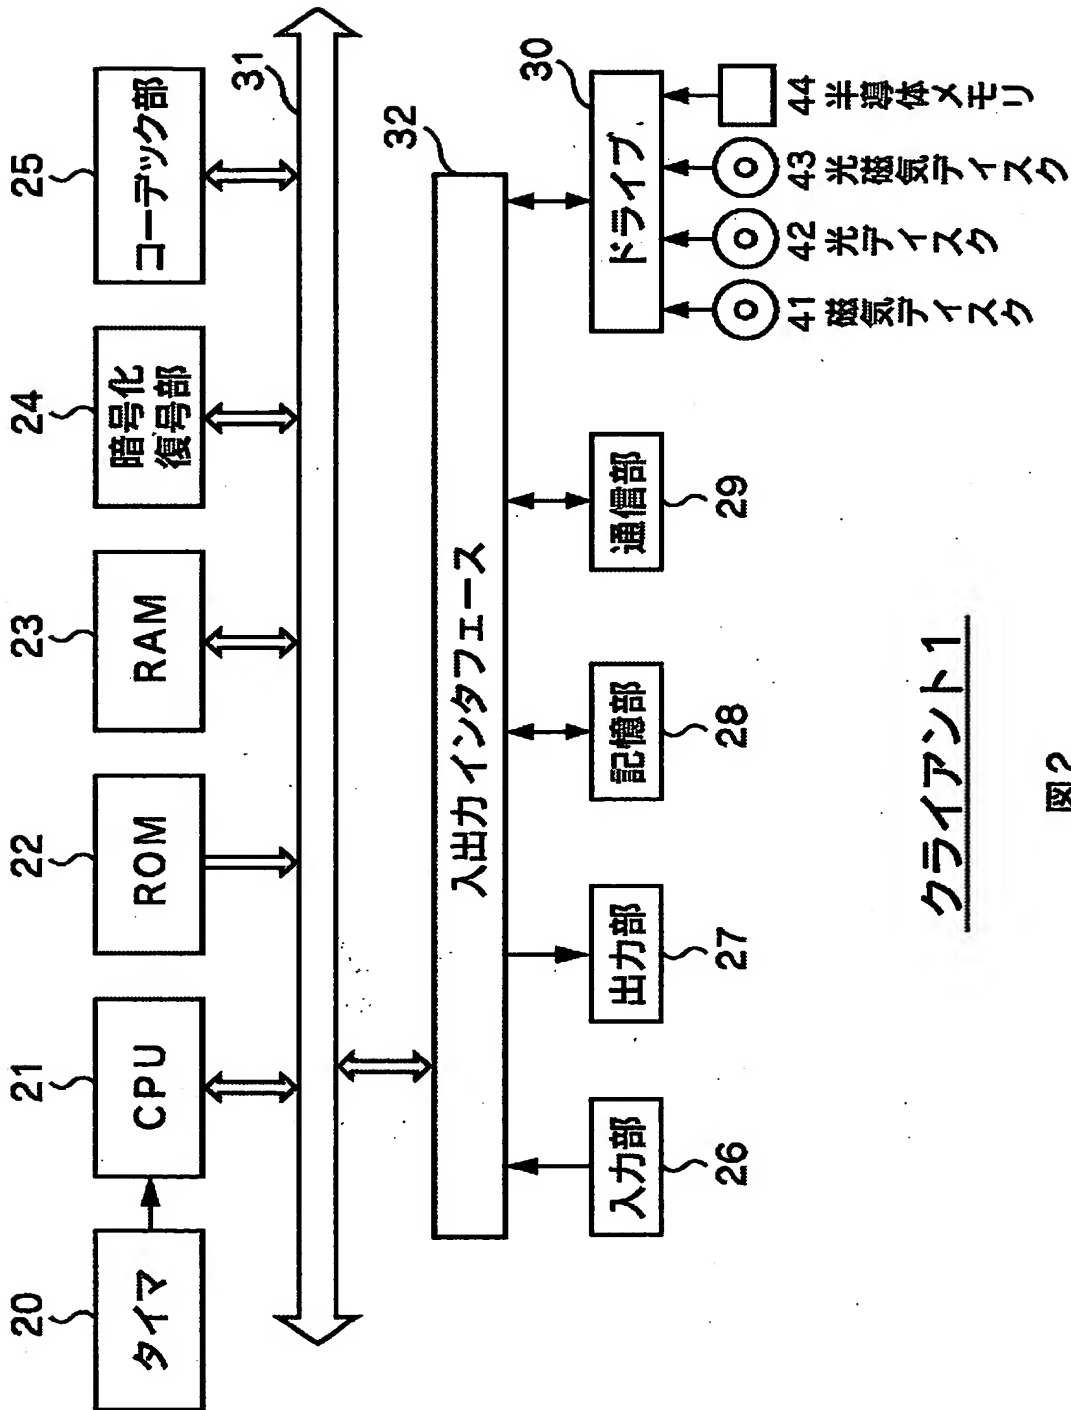 20
タイマ
21
CPU
22
ROM
23
RAM
24
暗号化
復号部
25
コーデック部
31
32
入出力インタフェース
26
入力部
27
出力部
28
記憶部
29
通信部
30
ドライブ
41 磁気ディスク
42 光ディスク
43 光磁気ディスク
44 半導体メモリ
クライアント1
図2